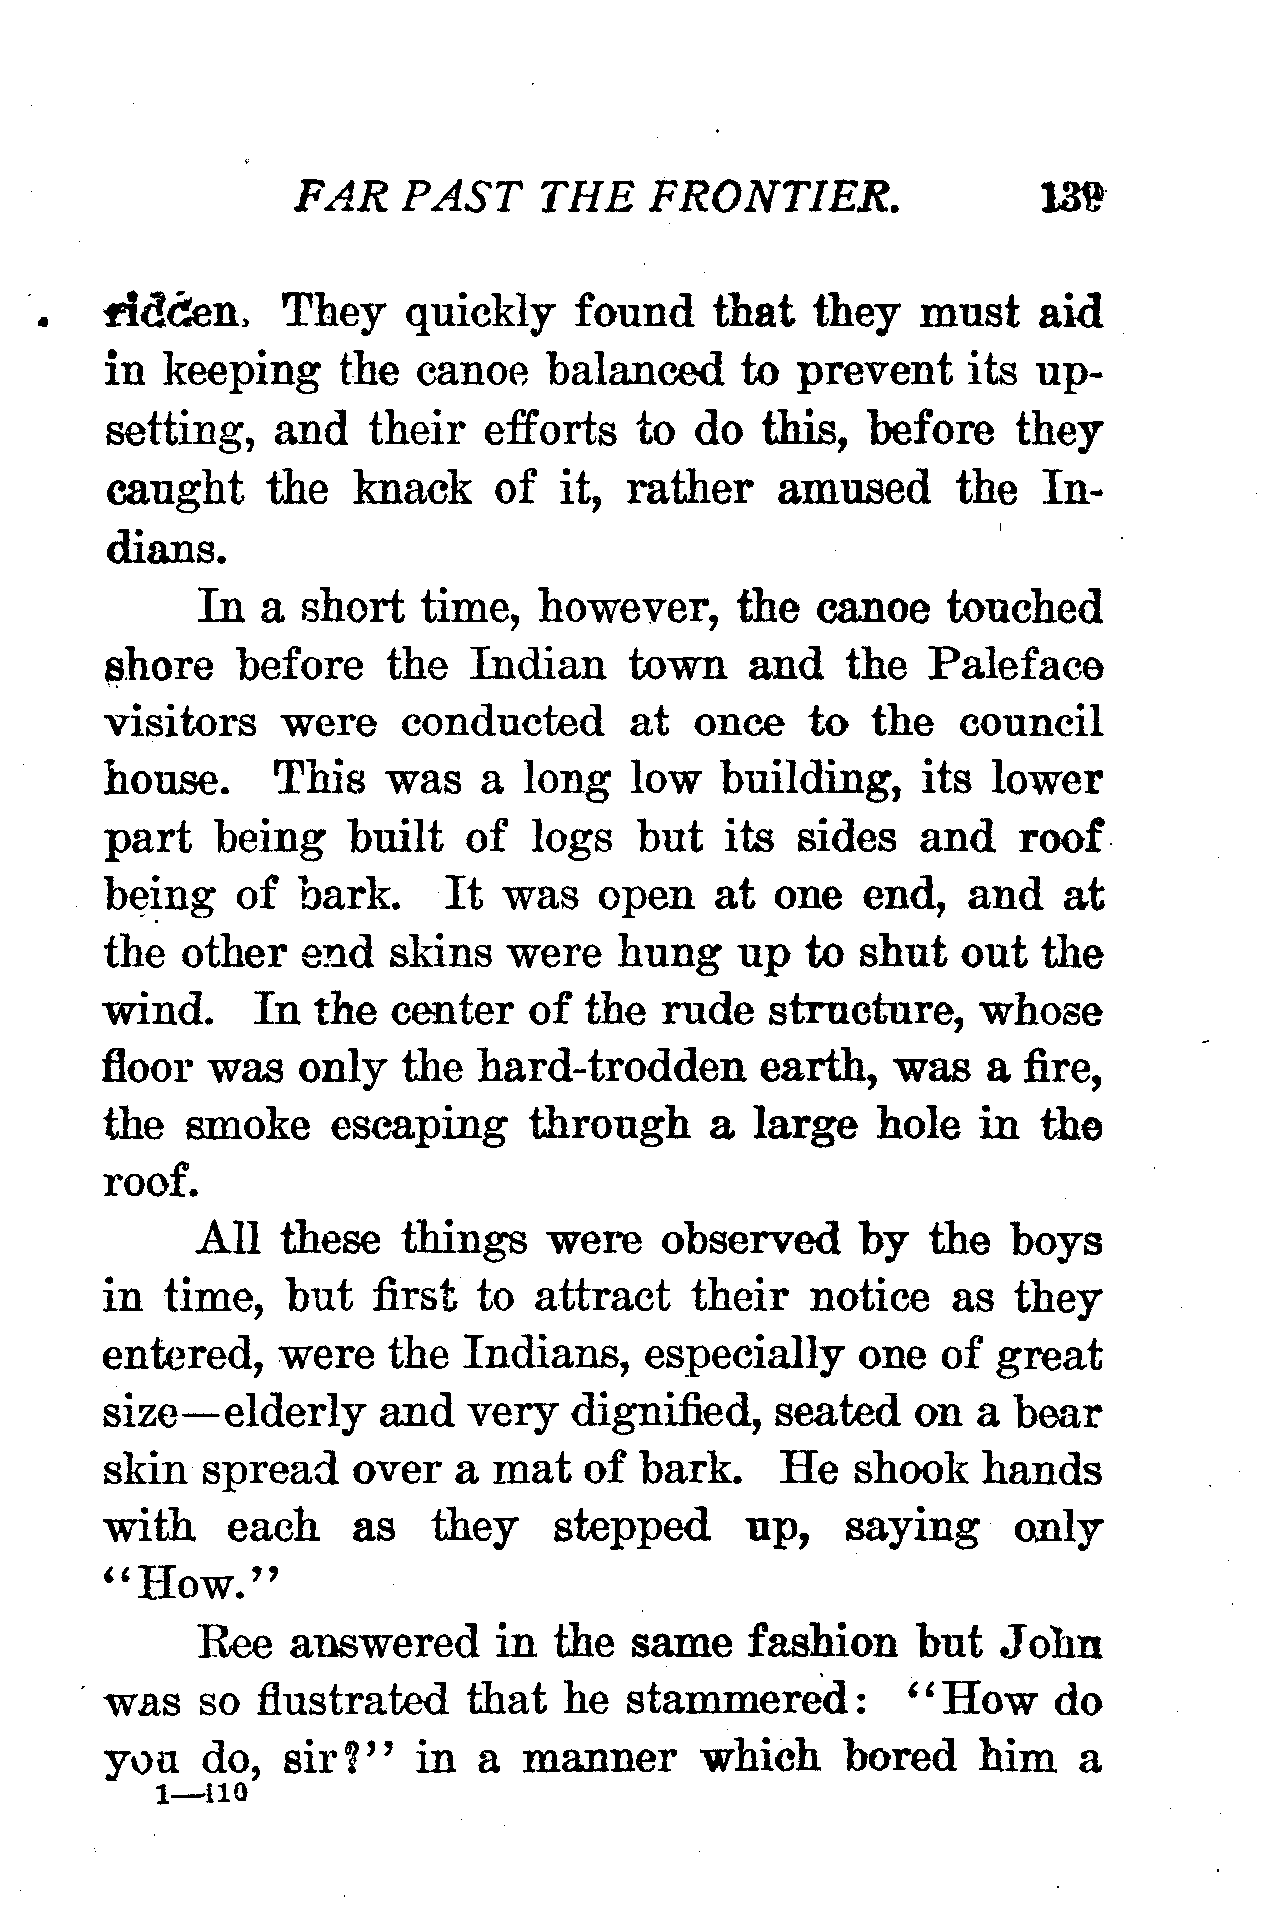 FAR PAST THE FRONTIER. 139
ridden. They quickly found that they must aid
in keeping the canoe balanced to prevent its up-
setting, and their efforts to do this, before they
caught the knack of it, rather amused the In-
dians.
In a short time, however, the canoe touched
shore before the Indian town and the Paleface
visitors were conducted at once to the council
house. This was a long low building, its lower
part being built of logs but its sides and roof
being of bark. It was open at one end, and at
the other end skins were hung up to shut out the
wind. In the center of the rude structure, whose
floor was only the hard-trodden earth, was a fire,
the smoke escaping through a large hole in the
roof.
All these things were observed by the boys
in time, but first to attract their notice as they
entered, were the Indians, especially one of great
size—elderly and very dignified, seated on a bear
skin spread over a mat of bark. He shook hands
with each as they stepped up, saying only
“How.”
Ree answered in the same fashion but John
was so flustrated that he stammered: “How do
you do, sir?” in a manner which bored him a
1—110